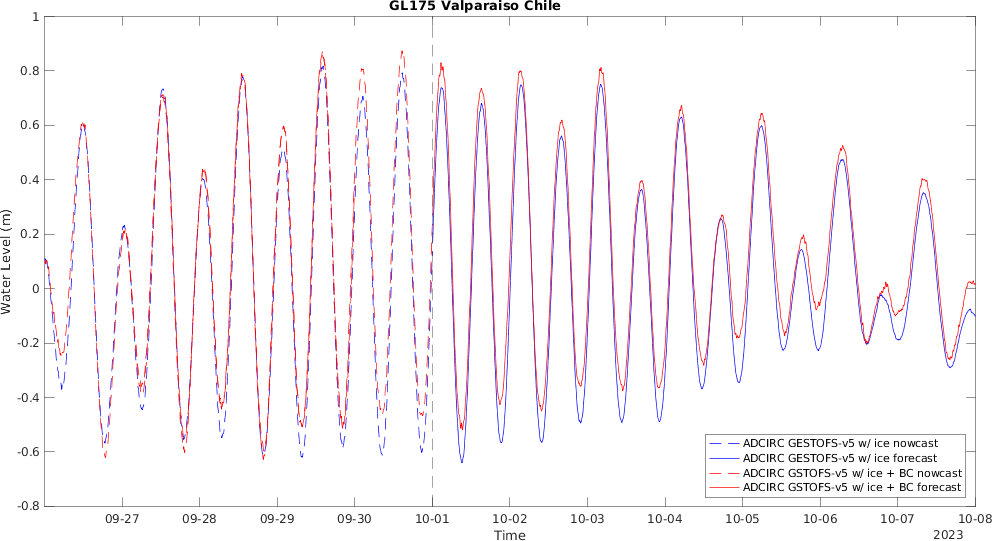 GL175 Valparaiso Chile
1
0.8
0.6
0.4
0.2
0
-0.2
-0.4
-0.6
-0.8
Water Level (m)
ADCIRC GESTOFS-v5 w/ ice nowcast
ADCIRC GESTOFS-v5 w/ ice forecast
ADCIRC GSTOFS-v5 w/ ice + BC nowcast
ADCIRC GSTOFS-v5 w/ ice + BC forecast
09-27 09-28 09-29 09-30 10-01 10-02 10-03 10-04 10-05 10-06 10-07 10-08
Time
2023